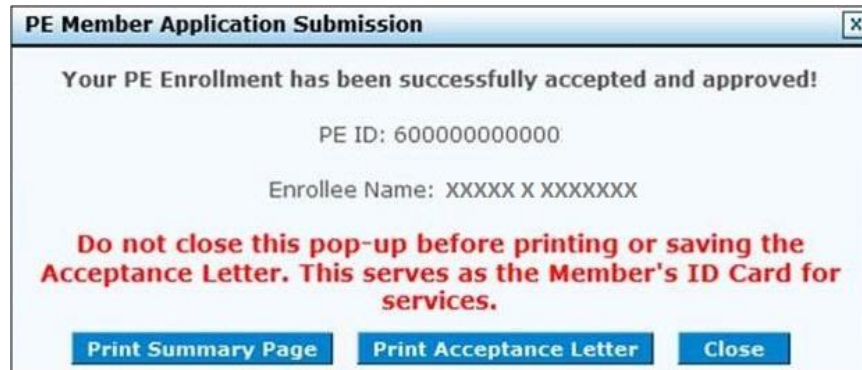 PE Member Application Submission
X
Your PE Enrollment has been successfully accepted and approved!
PE ID: 600000000000
Enrollee Name: XXXXX X XXXXXXX
Do not close this pop-up before printing or saving the
Acceptance Letter. This serves as the Member's ID Card for
services.
Print Summary Page
Print Acceptance Letter
Close